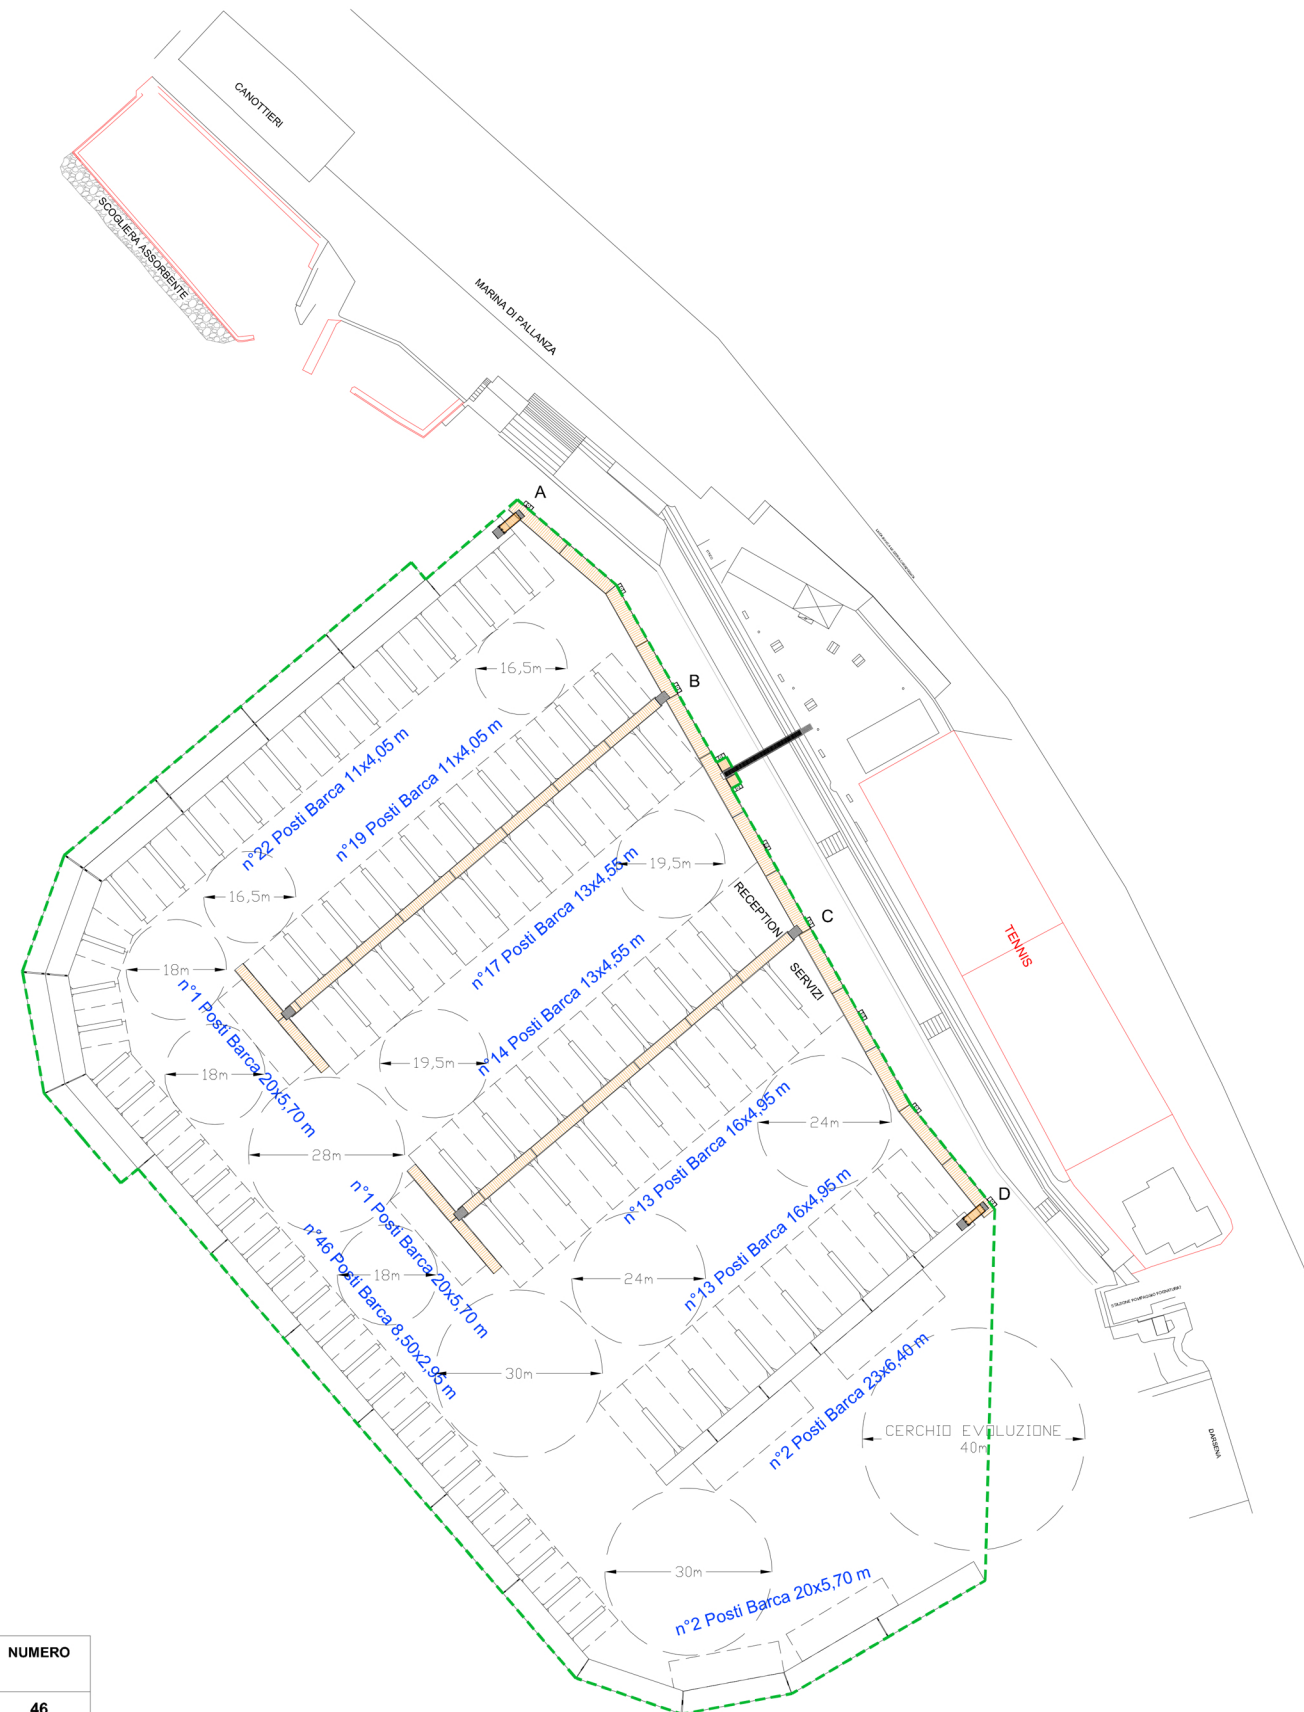 CANOTTIERI
SCOGLIERA ASSORBENTE
MARINA DI PALLANZA
A
16,5m
B
n°22 Posti Barca 11x4,05 m
n°19 Posti Barca 11x4,05 m
16,5m
19,5m
RECEPTION
C
n°17 Posti Barca 13x4,55 m
TENNIS
18m
n°14 Posti Barca 13x4,55 m
SERVIZI
n°1 Posti Barca 20x5,70 m
19,5m
18m
24m
28m
n°13 Posti Barca 16x4,95 m
D
n°1 Posti Barca 20x5,70 m
n°13 Posti Barca 16x4,95 m
24m
18m
n°46 Posti Barca 8,50x2,95 m
30m
n°2 Posti Barca 23x6,40 m
CERCHIO EVOLUZIONE
40m
DARSENA
30m
n°2 Posti Barca 20x5,70 m
NUMERO
46